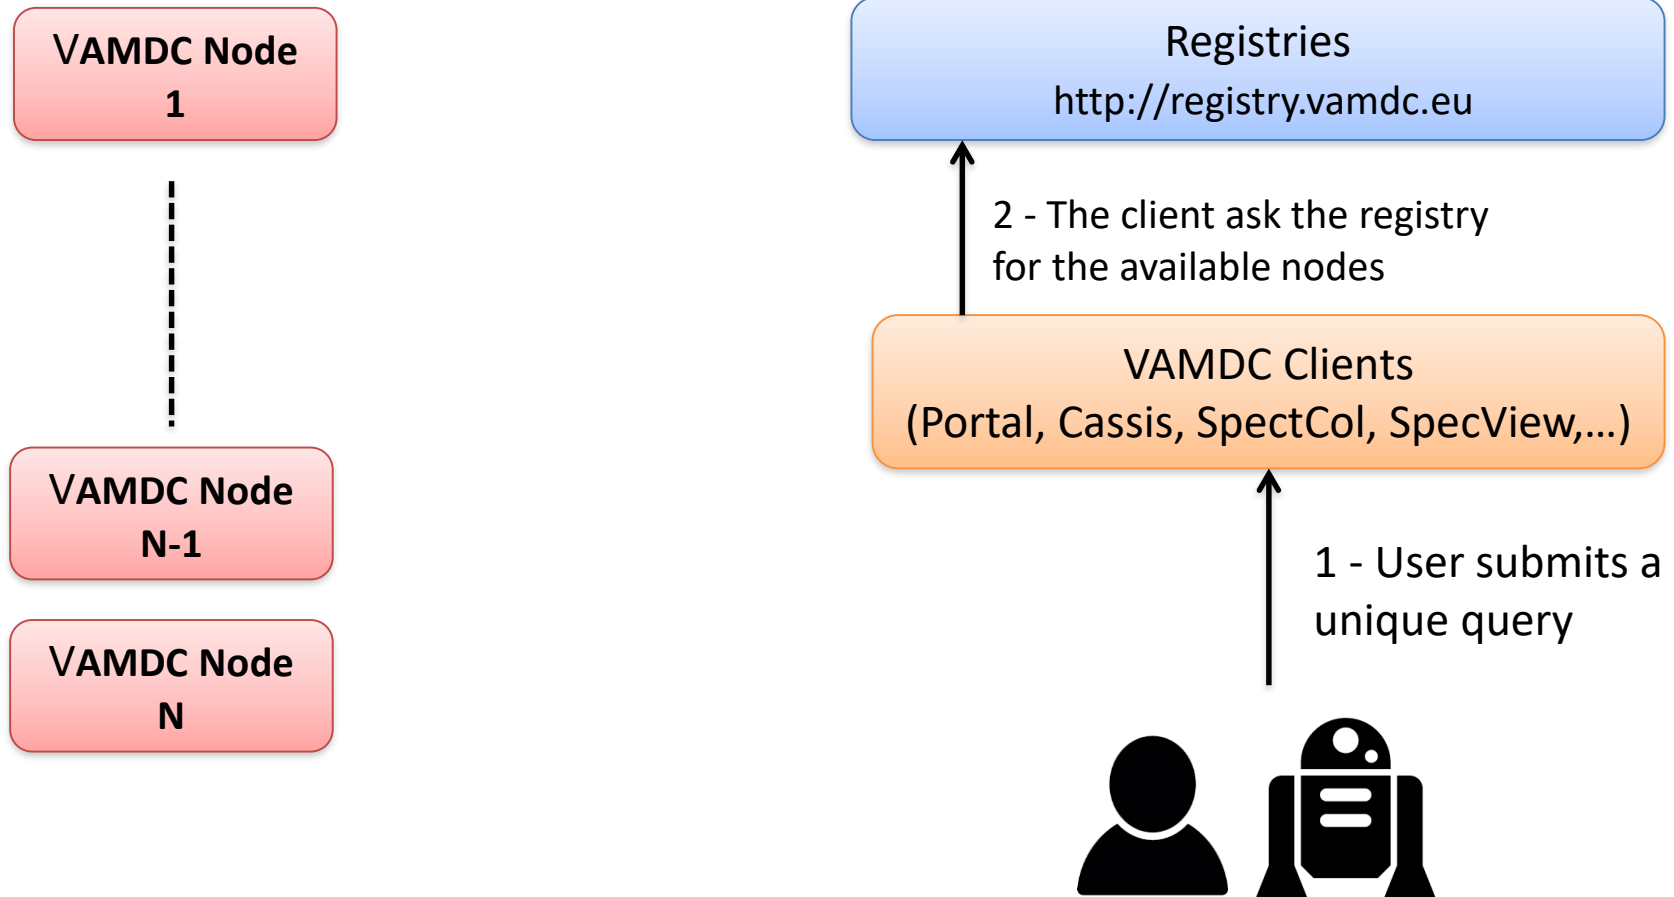 VAMDC Node
1
Registries
http://registry.vamdc.eu
2 - The client ask the registry
for the available nodes
VAMDC Clients
(Portal, Cassis, SpectCol, SpecView,...)
VAMDC Node
N-1
1 - User submits a
unique query
VAMDC Node
N